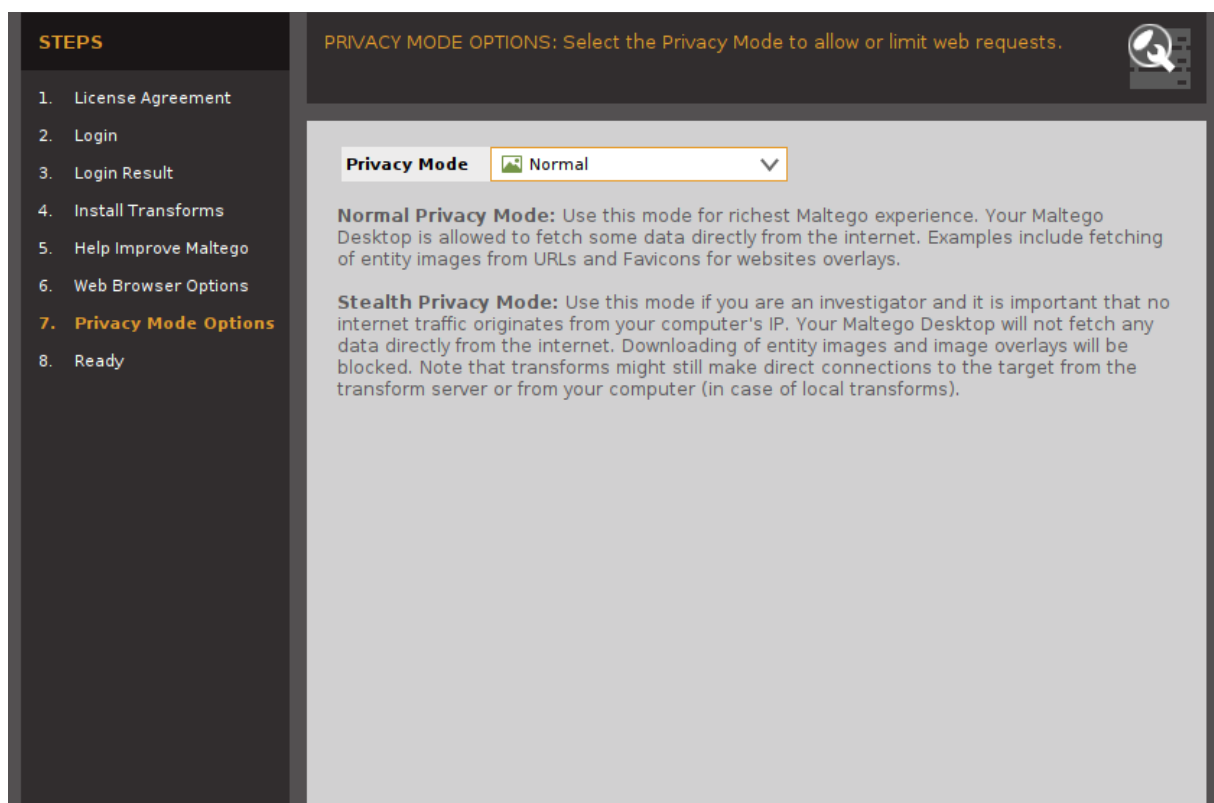 STEPS
1. License Agreement
2. Login
3. Login Result
4. Install Transforms
5. Help Improve Maltego
6. Web Browser Options
7. Privacy Mode Options
8. Ready
PRIVACY MODE OPTIONS: Select the Privacy Mode to allow or limit web requests.
Privacy Mode Normal
Normal Privacy Mode: Use this mode for richest Maltego experience. Your Maltego
Desktop is allowed to fetch some data directly from the internet. Examples include fetching
of entity images from URLs and Favicons for websites overlays.
Stealth Privacy Mode: Use this mode if you are an investigator and it is important that no
internet traffic originates from your computer's IP. Your Maltego Desktop will not fetch any
data directly from the internet. Downloading of entity images and image overlays will be
blocked. Note that transforms might still make direct connections to the target from the
transform server or from your computer (in case of local transforms).